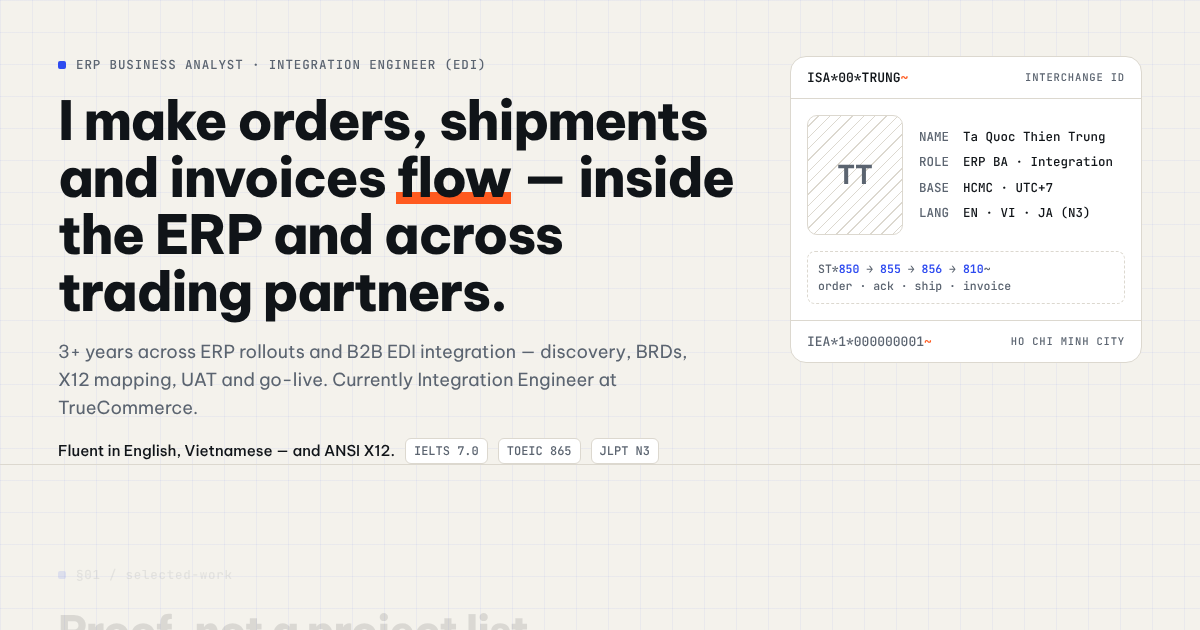 ERP BUSINESS ANALYST · INTEGRATION ENGINEER (EDI)
I make orders, shipments
and invoices flow — inside
the ERP and across
trading partners.
3+ years across ERP rollouts and B2B EDI integration — discovery, BRDs,
X12 mapping, UAT and go-live. Currently Integration Engineer at
TrueCommerce.
Fluent in English, Vietnamese — and ANSI X12. IELTS 7.0 TOEIC 865 JLPT N3
ISA*00*TRUNG~ INTERCHANGE ID
TT
NAME Ta Quoc Thien Trung
ROLE ERP BA · Integration
BASE HCMC · UTC+7
LANG EN · VI · JA (N3)
ST*850 → 855 → 856 → 810~
order · ack · ship · invoice
IEA*1*000000001~ HO CHI MINH CITY
§01 / selected-work
Proof, not a project list